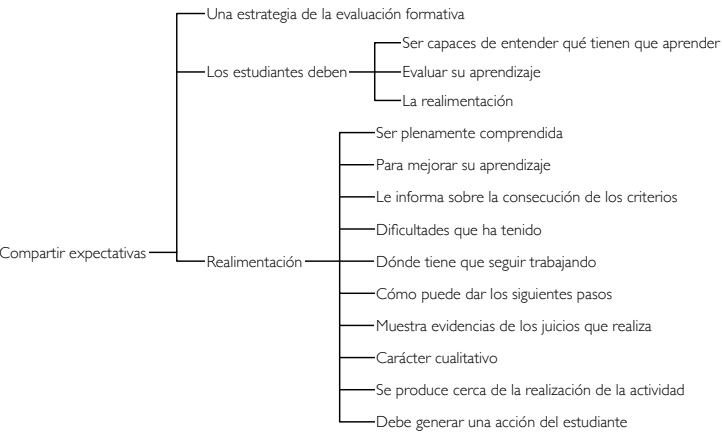 Una estrategia de la evaluación formativa
Los estudiantes deben
Ser capaces de entender qué tienen que aprender
Evaluar su aprendizaje
La realimentación
Compartir expectativas
Realimentación
Ser plenamente comprendida
Para mejorar su aprendizaje
Le informa sobre la consecución de los criterios
Dificultades que ha tenido
Dónde tiene que seguir trabajando
Cómo puede dar los siguientes pasos
Muestra evidencias de los juicios que realiza
Carácter cualitativo
Se produce cerca de la realización de la actividad
Debe generar una acción del estudiante